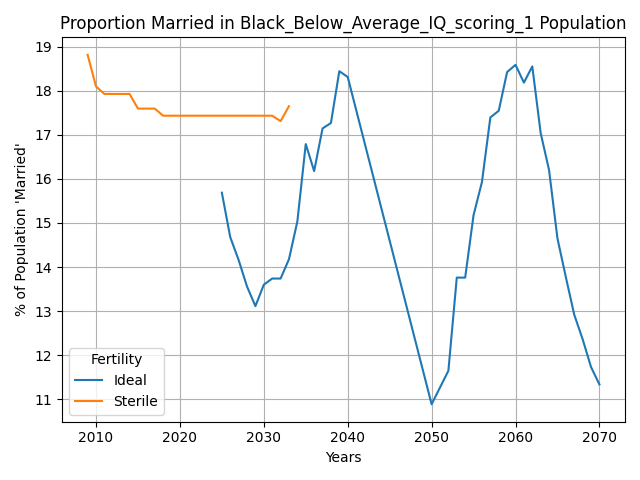 Proportion Married in Black_Below_Average_IQ_scoring_1 Population
% of Population 'Married'
19
18
17
16
15
14
13
12
11
Fertility
Ideal
Sterile
2010 2020 2030 2040 2050 2060 2070
Years